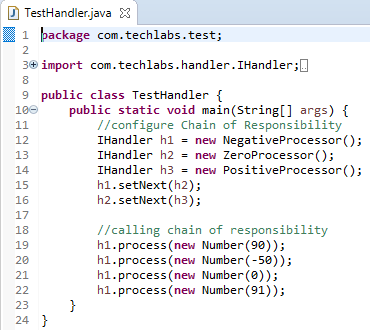 TestHandler.java
1 package com.techlabs.test;
2
3 import com.techlabs.handler.IHandler;
8
9 public class TestHandler {
10     public static void main(String[] args) {
11         //configure Chain of Responsibility
12         IHandler h1 = new NegativeProcessor();
13         IHandler h2 = new ZeroProcessor();
14         IHandler h3 = new PositiveProcessor();
15         h1.setNext(h2);
16         h2.setNext(h3);
17
18         //calling chain of responsibility
19         h1.process(new Number(90));
20         h1.process(new Number(-50));
21         h1.process(new Number(0));
22         h1.process(new Number(91));
23     }
24 }